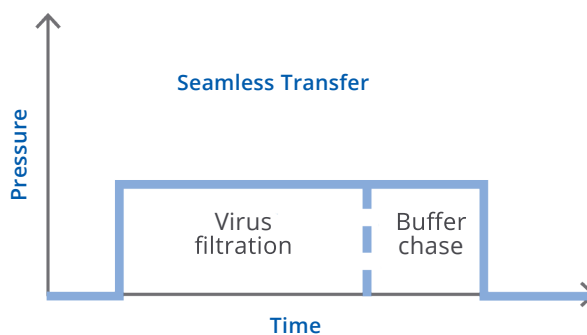 Seamless Transfer
Pressure
Virus
filtration
Buffer
chase
Time